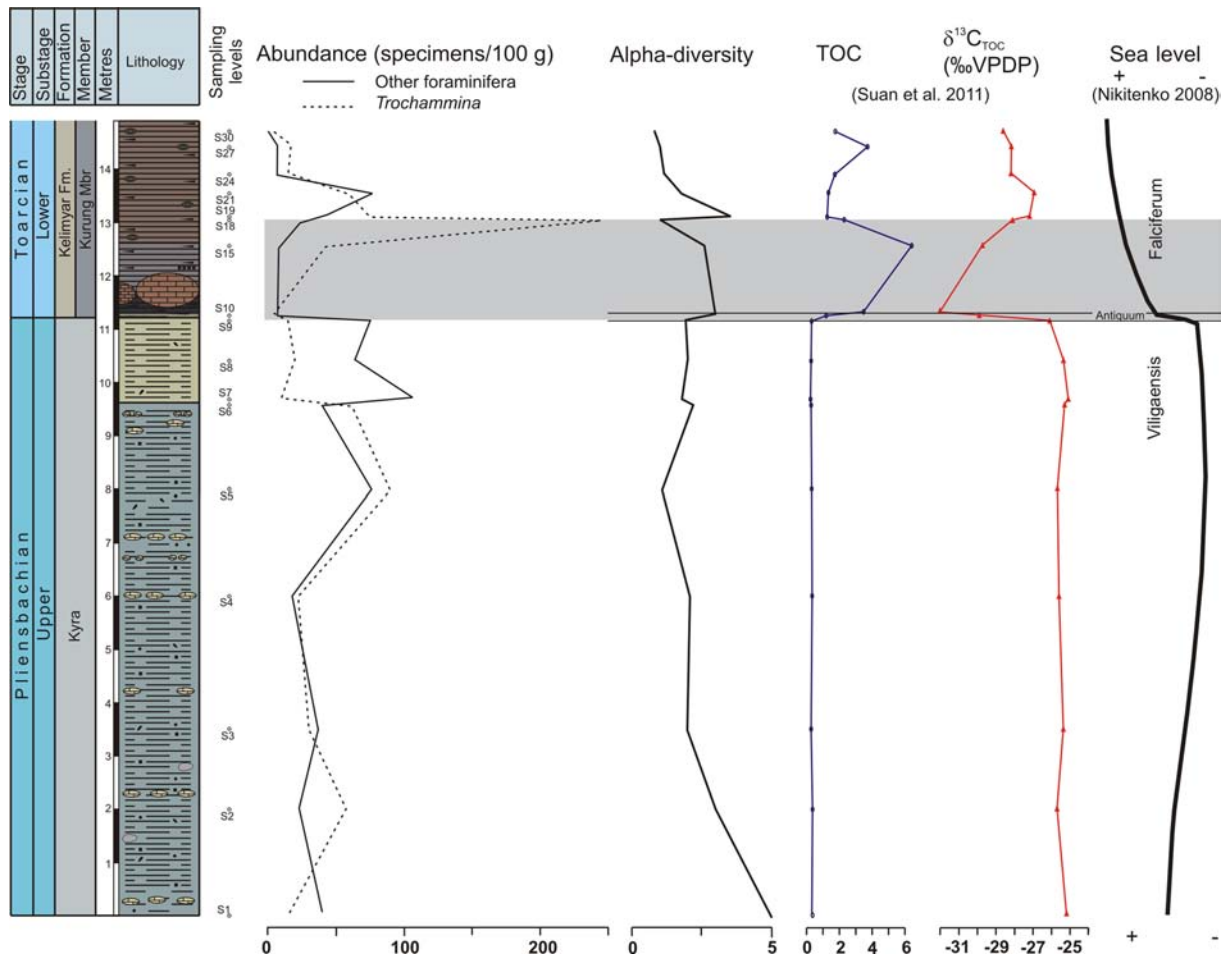 Stage
Substage
Formation
Member
Metres
Lithology
Sampling
levels
Abundance (specimens/100 g)
Other foraminifera
Trochammina
Alpha-diversity
TOC
δ¹³C_TOC
(‰VPDP)
(Suan et al. 2011)
Sea level
+ -
(Nikitenko 2008)
Toarcian
Lower
Kelimyar Fm.
Kurung Mbr
Pliensbachian
Upper
Kyra
14
13
12
11
10
9
8
7
6
5
4
3
2
1
S30
S27
S24
S21
S19
S18
S15
S10
S9
S8
S7
S6
S5
S4
S3
S2
S1
Falciferum
Antiquum
Viligaensis
0 100 200
0 5
0 2 4 6
-31 -29 -27 -25
+ -